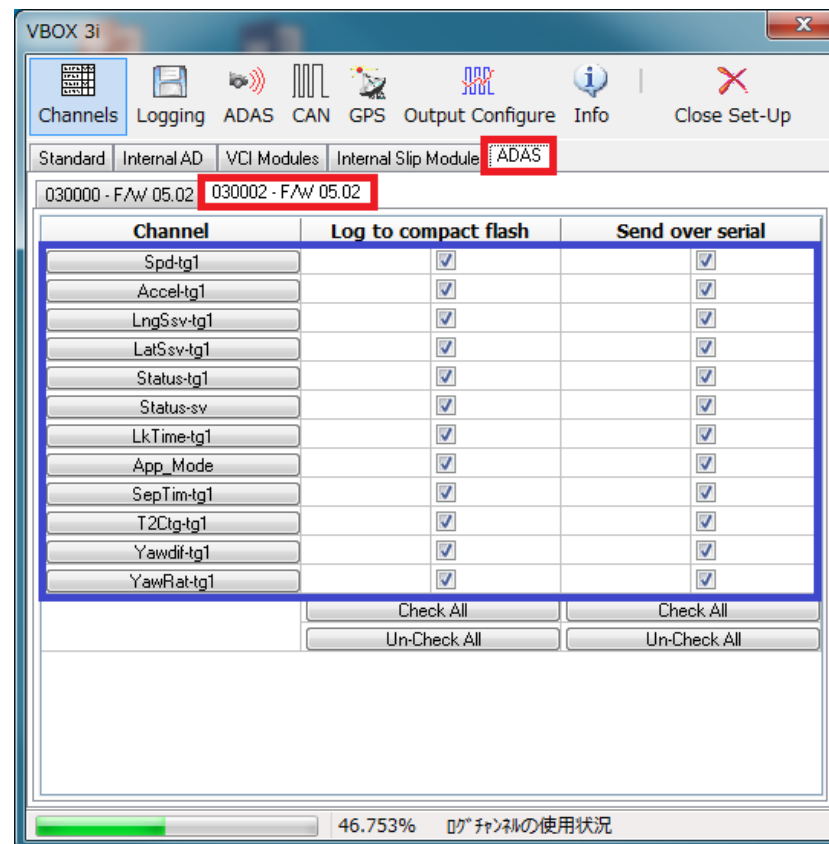 VBOX 3i
Channels Logging ADAS CAN GPS Output Configure Info Close Set-Up
Standard Internal AD VCI Modules Internal Slip Module ADAS
030000 - F/W 05.02 030002 - F/W 05.02
Channel Log to compact flash Send over serial
Spd-tg1
Accel-tg1
LngSsv-tg1
LatSsv-tg1
Status-tg1
Status-sv
LkTime-tg1
App_Mode
SepTim-tg1
T2Ctg-tg1
Yawdif-tg1
YawRat-tg1
Check All Check All
Un-Check All Un-Check All
46.753% ログチャンネルの使用状況